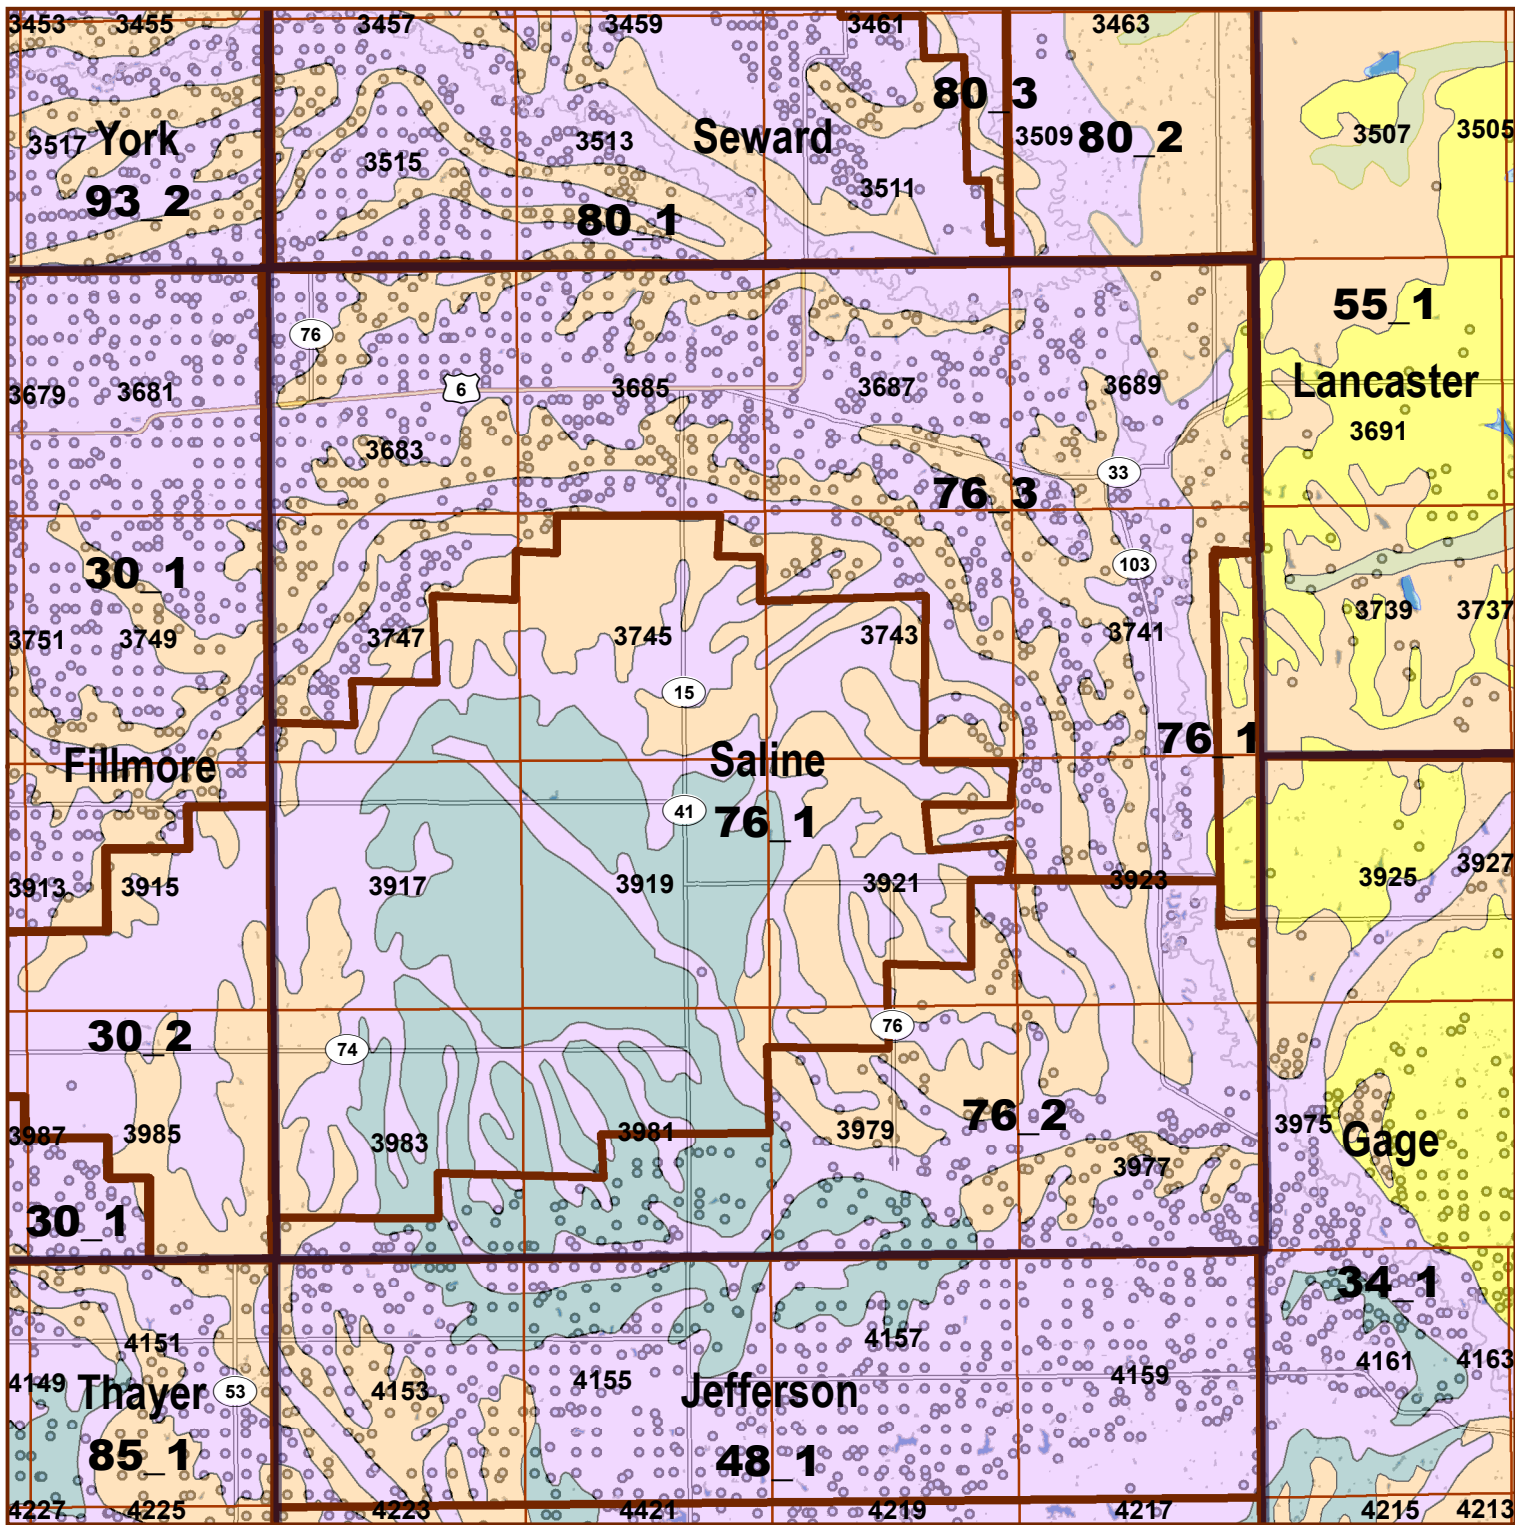 3453 3455 3457 3459 3461 3463
80_3
3517 York 3515 3513 Seward 3509 80_2 3507 3505
93_2 80_1 3511
55_1
76
3679 3681 6 3685 3687 3689 Lancaster
3691
3683
33
76_3
30_1 103
3751 3749 3747 3745 3743 3741 3739 3737
15
76_1
Fillmore Saline
41 76_1
3913 3915 3917 3919 3921 3923 3925 3927
30_2 74 76
3987 3985 3983 3981 3979 76_2 3975 Gage
3977
30_1
34_1
4151 4157
4149 Thayer 53 4153 4155 Jefferson 4159 4161 4163
85_1 48_1
4227 4225 4223 4421 4219 4217 4215 4213